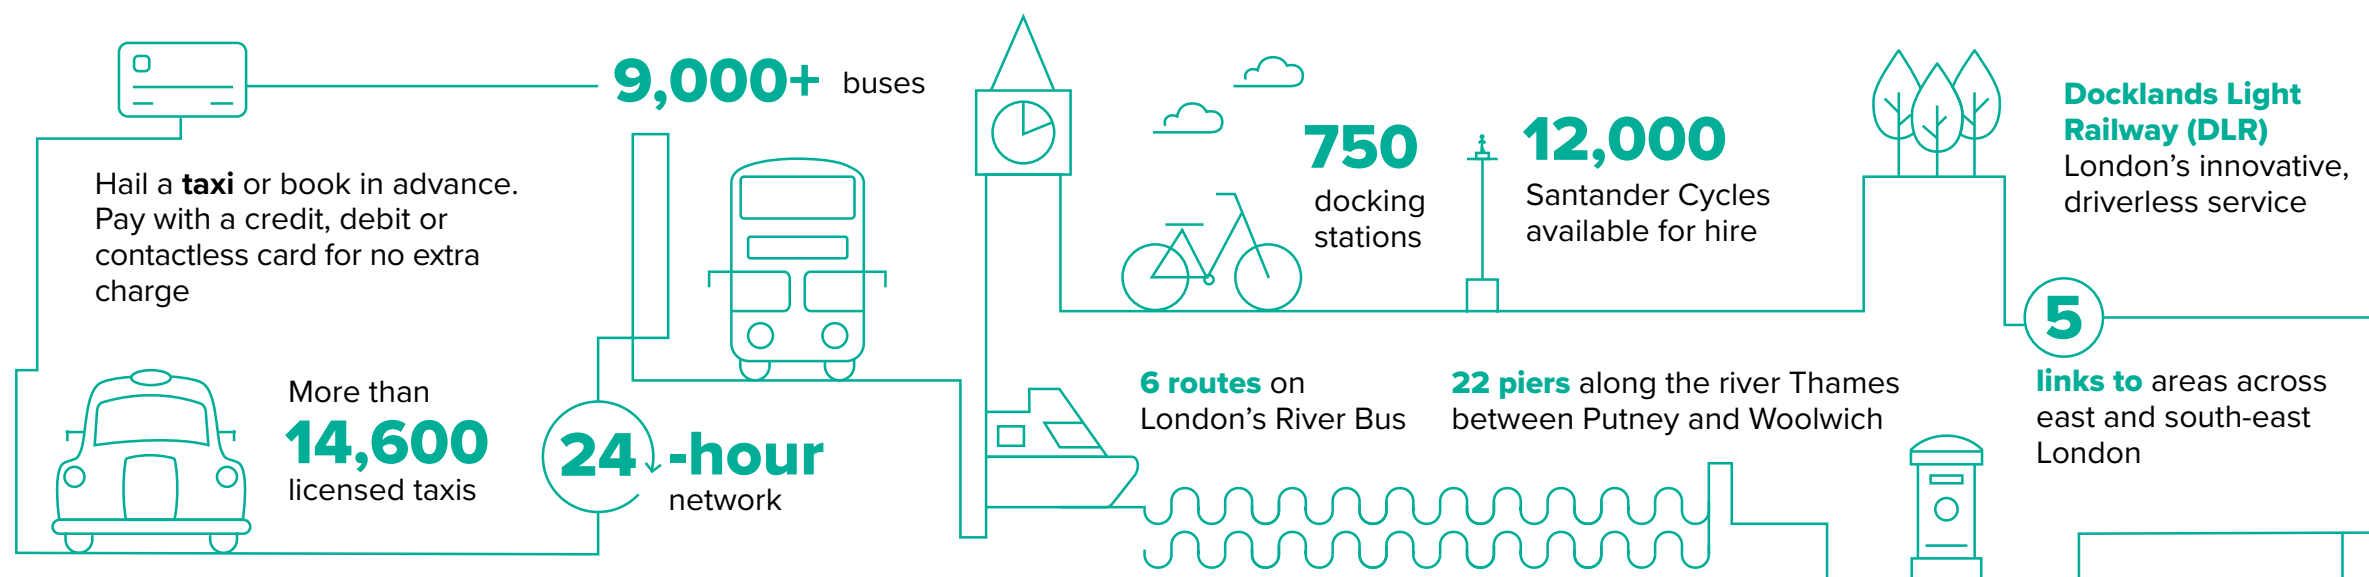 9,000+ buses
Hail a taxi or book in advance.
Pay with a credit, debit or
contactless card for no extra
charge
More than
14,600
licensed taxis
24-hour
network
750
docking
stations
12,000
Santander Cycles
available for hire
6 routes on
London's River Bus
22 piers along the river Thames
between Putney and Woolwich
Docklands Light
Railway (DLR)
London's innovative,
driverless service
5
links to areas across
east and south-east
London